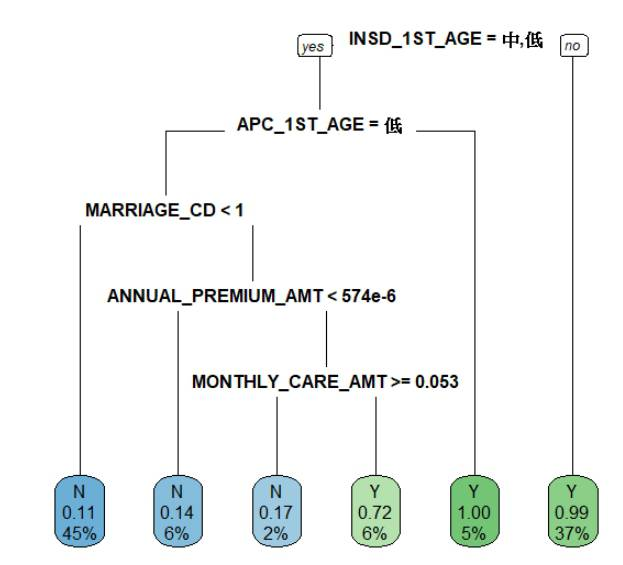 yes INSD_1ST_AGE = 中,低 no
APC_1ST_AGE = 低
MARRIAGE_CD < 1
ANNUAL_PREMIUM_AMT < 574e-6
MONTHLY_CARE_AMT >= 0.053
N N N Y Y Y
0.11 0.14 0.17 0.72 1.00 0.99
45% 6% 2% 6% 5% 37%